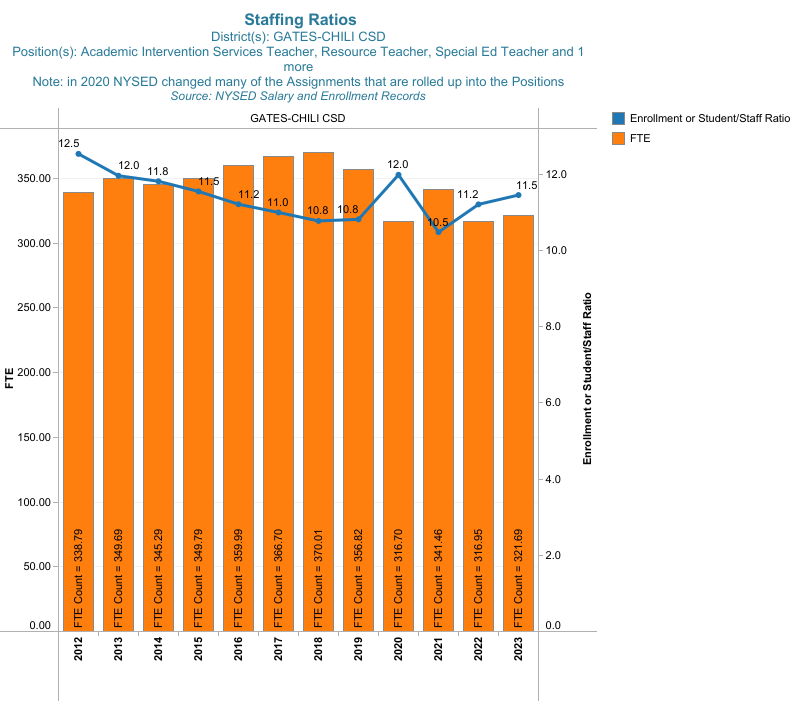 Staffing Ratios
District(s): GATES-CHILI CSD
Position(s): Academic Intervention Services Teacher, Resource Teacher, Special Ed Teacher and 1
more
Note: in 2020 NYSED changed many of the Assignments that are rolled up into the Positions
Source: NYSED Salary and Enrollment Records
GATES-CHILI CSD
Enrollment or Student/Staff Ratio
FTE
12.5
12.0
11.8
11.5
11.2
11.0
10.8
10.8
12.0
10.5
11.2
11.5
350.00
300.00
250.00
200.00
150.00
100.00
50.00
0.00
FTE
12.0
10.0
8.0
6.0
4.0
2.0
0.0
Enrollment or Student/Staff Ratio
FTE Count = 338.79
FTE Count = 349.69
FTE Count = 345.29
FTE Count = 349.79
FTE Count = 359.99
FTE Count = 366.70
FTE Count = 370.01
FTE Count = 356.82
FTE Count = 316.70
FTE Count = 341.46
FTE Count = 316.95
FTE Count = 321.69
2012
2013
2014
2015
2016
2017
2018
2019
2020
2021
2022
2023